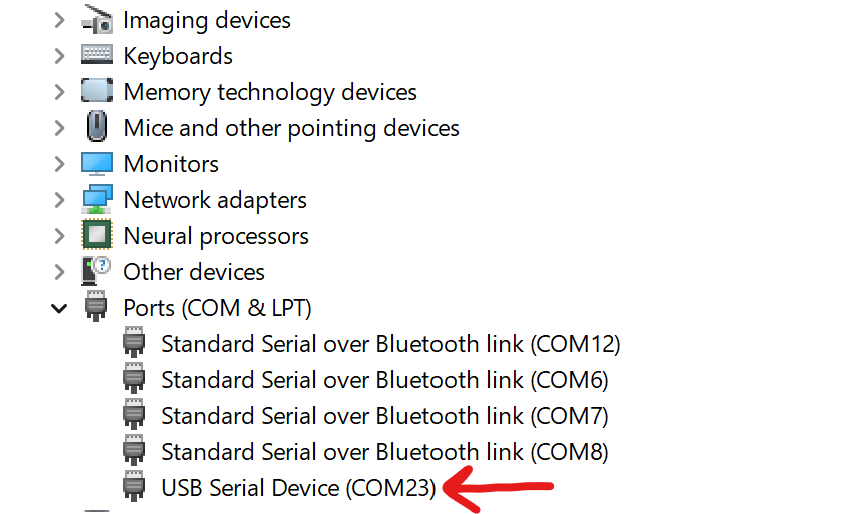 Imaging devices
Keyboards
Memory technology devices
Mice and other pointing devices
Monitors
Network adapters
Neural processors
Other devices
Ports (COM & LPT)
Standard Serial over Bluetooth link (COM12)
Standard Serial over Bluetooth link (COM6)
Standard Serial over Bluetooth link (COM7)
Standard Serial over Bluetooth link (COM8)
USB Serial Device (COM23)